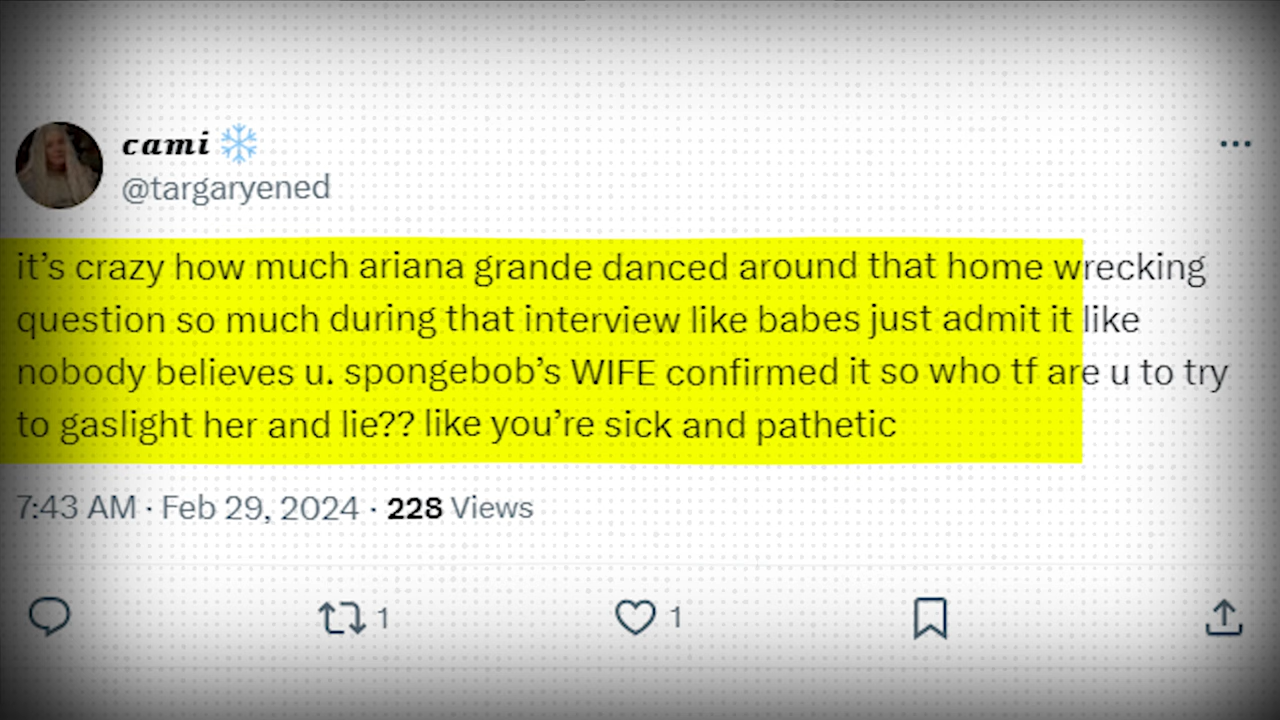 cami ❄️
@targaryened
it’s crazy how much ariana grande danced around that home wrecking
question so much during that interview like babes just admit it like
nobody believes u. spongebob’s WIFE confirmed it so who tf are u to try
to gaslight her and lie?? like you’re sick and pathetic
7:43 AM · Feb 29, 2024 · 228 Views
1 1